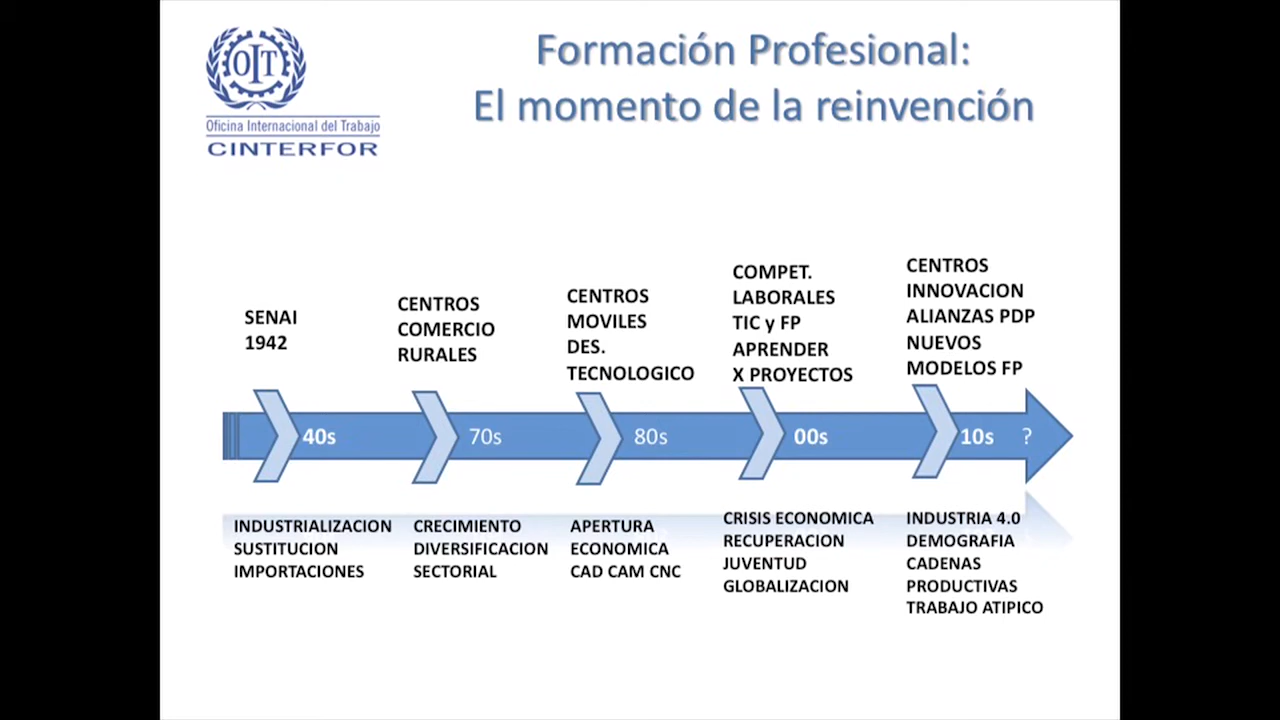 OIT
Oficina Internacional del Trabajo
CINTERFOR
Formación Profesional:
El momento de la reinvención
SENAI
1942
CENTROS
COMERCIO
RURALES
CENTROS
MOVILES
DES.
TECNOLOGICO
COMPET.
LABORALES
TIC y FP
APRENDER
X PROYECTOS
CENTROS
INNOVACION
ALIANZAS PDP
NUEVOS
MODELOS FP
40s
70s
80s
00s
10s ?
INDUSTRIALIZACION
SUSTITUCION
IMPORTACIONES
CRECIMIENTO
DIVERSIFICACION
SECTORIAL
APERTURA
ECONOMICA
CAD CAM CNC
CRISIS ECONOMICA
RECUPERACION
JUVENTUD
GLOBALIZACION
INDUSTRIA 4.0
DEMOGRAFIA
CADENAS
PRODUCTIVAS
TRABAJO ATIPICO